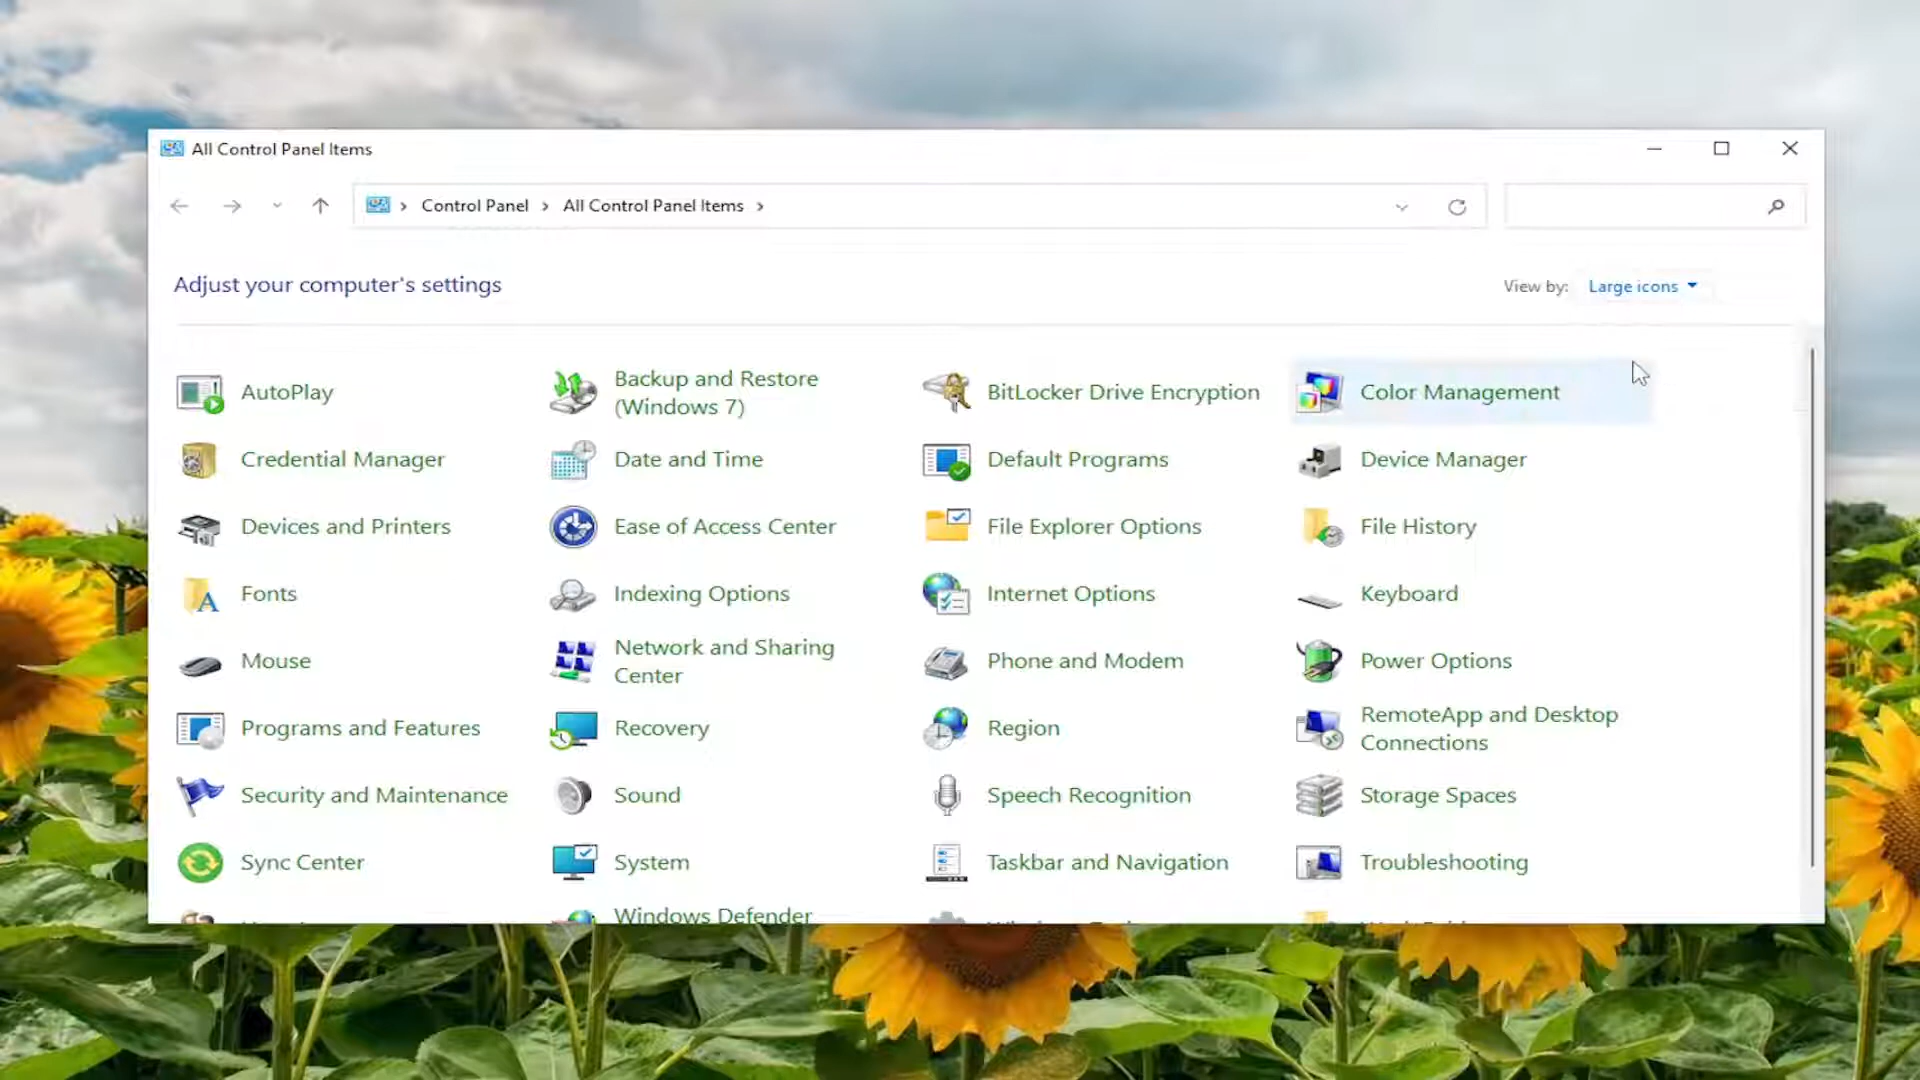 All Control Panel Items
Control Panel All Control Panel Items
Adjust your computer's settings
View by: Large icons
AutoPlay
Backup and Restore
(Windows 7)
BitLocker Drive Encryption
Color Management
Credential Manager
Date and Time
Default Programs
Device Manager
Devices and Printers
Ease of Access Center
File Explorer Options
File History
Fonts
Indexing Options
Internet Options
Keyboard
Mouse
Network and Sharing
Center
Phone and Modem
Power Options
Programs and Features
Recovery
Region
RemoteApp and Desktop
Connections
Security and Maintenance
Sound
Speech Recognition
Storage Spaces
Sync Center
System
Taskbar and Navigation
Troubleshooting
Windows Defender